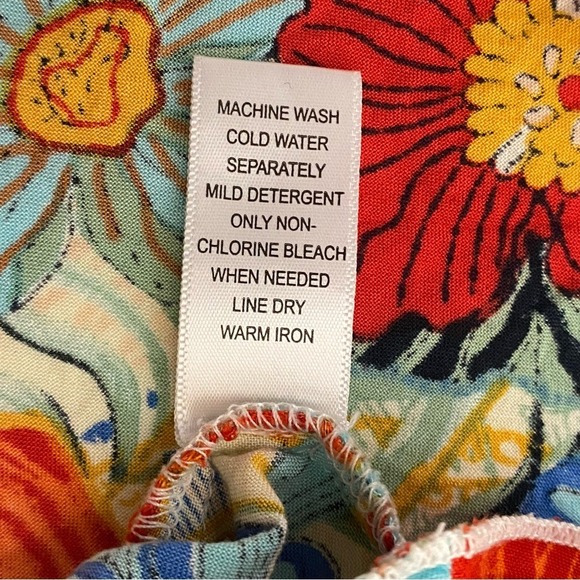 MACHINE WASH
COLD WATER
SEPARATELY
MILD DETERGENT
ONLY NON-
CHLORINE BLEACH
WHEN NEEDED
LINE DRY
WARM IRON